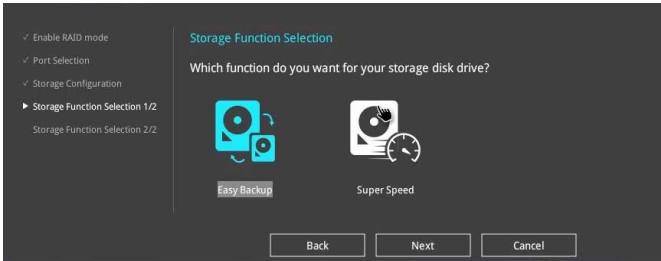 ✓ Enable RAID mode
✓ Port Selection
✓ Storage Configuration
▶ Storage Function Selection 1/2
Storage Function Selection 2/2
Storage Function Selection
Which function do you want for your storage disk drive?
Easy Backup
Super Speed
Back
Next
Cancel